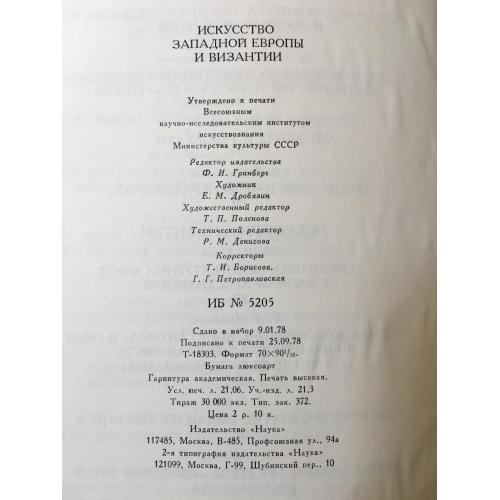 ИСКУССТВО
ЗАПАДНОЙ ЕВРОПЫ
И ВИЗАНТИИ
Утверждено к печати
Всесоюзным
научно-исследовательским институтом
искусствознания
Министерства культуры СССР
Редактор издательства
Ф. И. Гринберг
Художник
Е. М. Дробязин
Художественный редактор
Т. П. Поленова
Технический редактор
Р. М. Денисова
Корректоры
Т. И. Борисова,
Г. Г. Петропавловская
ИБ № 5205
Сдано в набор 9.01.78
Подписано к печати 25.09.78
Т-18303. Формат 70×90¹/₁₆.
Бумага люксоарт
Гарнитура академическая. Печать высокая.
Усл. печ. л. 21,06. Уч.-изд. л. 21,3
Тираж 30 000 экз. Тип. зак. 372.
Цена 2 р. 10 к.
Издательство «Наука»
117485, Москва, В-485, Профсоюзная ул., 94а
2-я типография издательства «Наука»
121099, Москва, Г-99, Шубинский пер., 10